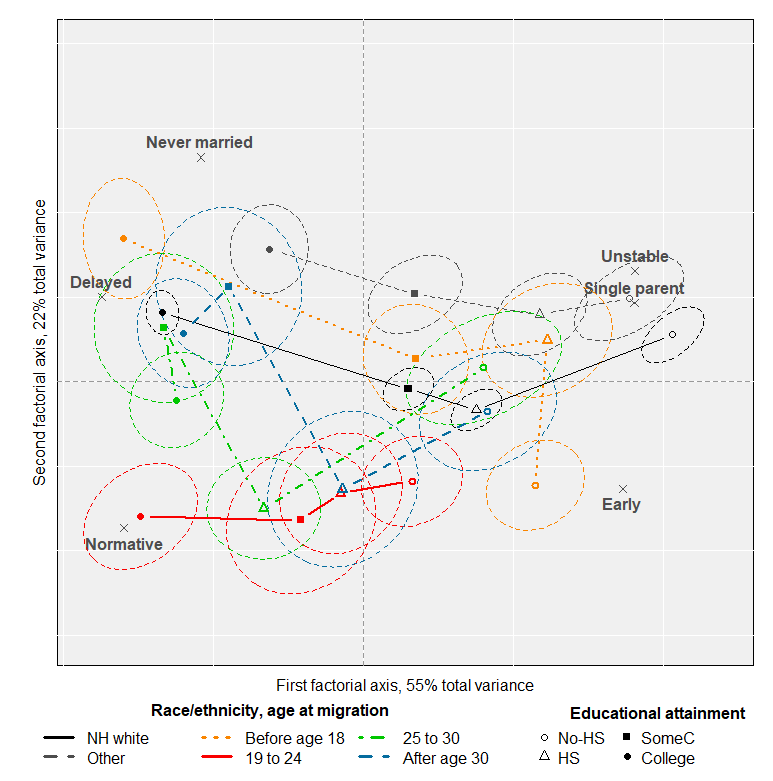 Never married
Unstable
Delayed
Single parent
Early
Normative
Second factorial axis, 22% total variance
First factorial axis, 55% total variance
Race/ethnicity, age at migration
Educational attainment
NH white
Before age 18
25 to 30
No-HS
SomeC
Other
19 to 24
After age 30
HS
College